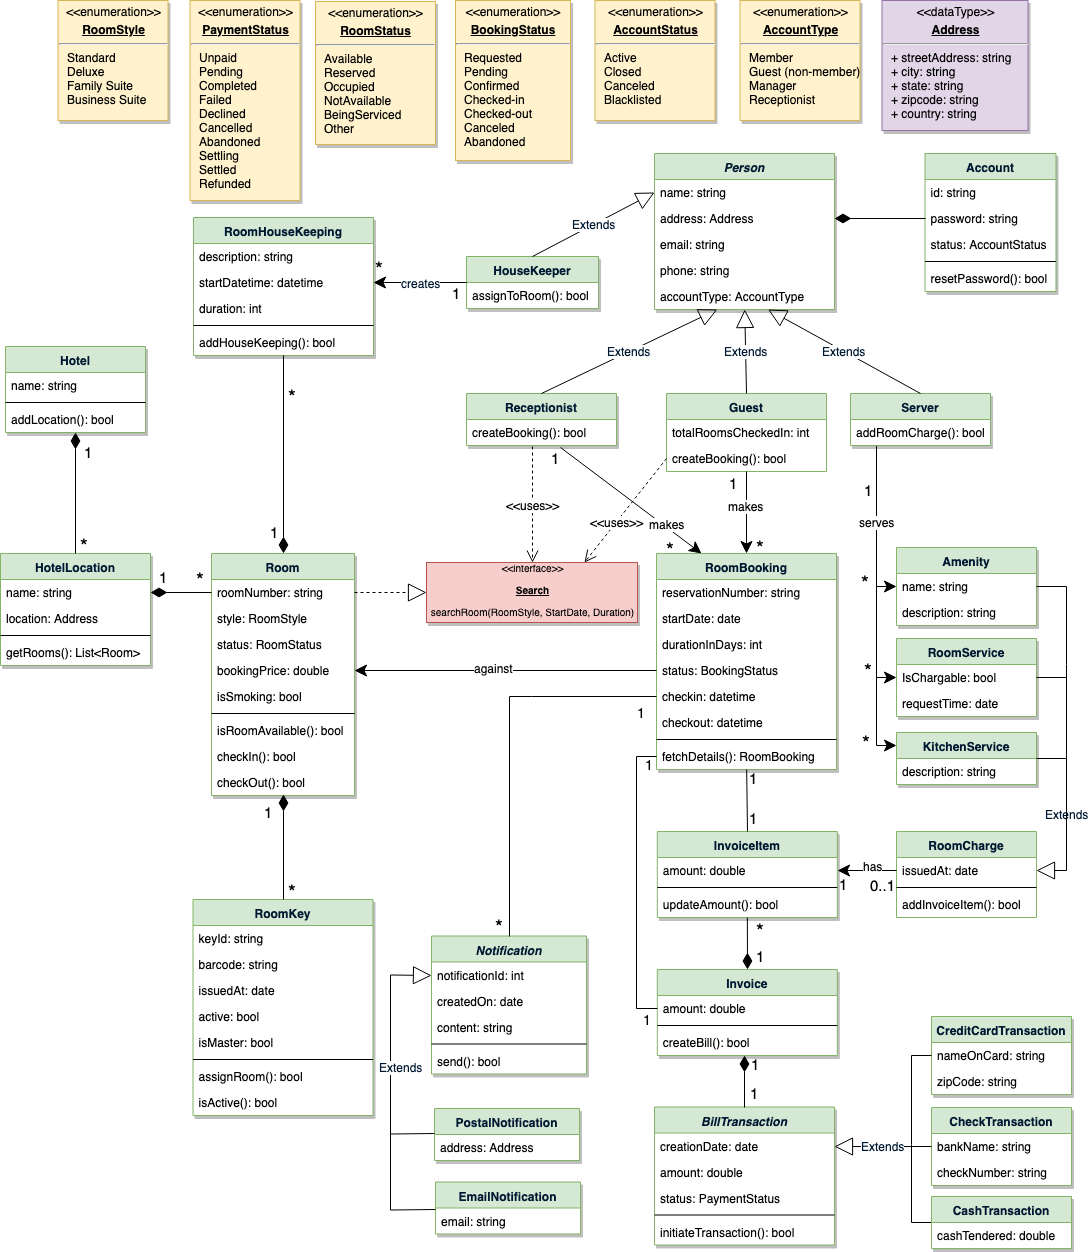 <<enumeration>>
RoomStyle
Standard
Deluxe
Family Suite
Business Suite
<<enumeration>>
PaymentStatus
Unpaid
Pending
Completed
Failed
Declined
Cancelled
Abandoned
Settling
Settled
Refunded
<<enumeration>>
RoomStatus
Available
Reserved
Occupied
NotAvailable
BeingServiced
Other
<<enumeration>>
BookingStatus
Requested
Pending
Confirmed
Checked-in
Checked-out
Canceled
Abandoned
<<enumeration>>
AccountStatus
Active
Closed
Canceled
Blacklisted
<<enumeration>>
AccountType
Member
Guest (non-member)
Manager
Receptionist
<<dataType>>
Address
+ streetAddress: string
+ city: string
+ state: string
+ zipcode: string
+ country: string
Person
name: string
address: Address
email: string
phone: string
accountType: AccountType
Account
id: string
password: string
status: AccountStatus
resetPassword(): bool
RoomHouseKeeping
description: string
startDatetime: datetime
duration: int
addHouseKeeping(): bool
*
creates
1
HouseKeeper
assignToRoom(): bool
Extends
Hotel
name: string
addLocation(): bool
1
*
*
1
Extends
Extends
Extends
Receptionist
createBooking(): bool
1
Guest
totalRoomsCheckedIn: int
createBooking(): bool
1
Server
addRoomCharge(): bool
1
serves
<<uses>>
<<uses>>
makes
makes
*
*
HotelLocation
name: string
location: Address
getRooms(): List<Room>
1
*
Room
roomNumber: string
style: RoomStyle
status: RoomStatus
bookingPrice: double
isSmoking: bool
isRoomAvailable(): bool
checkIn(): bool
checkOut(): bool
<<interface>>
Search
searchRoom(RoomStyle, StartDate, Duration)
against
RoomBooking
reservationNumber: string
startDate: date
durationInDays: int
status: BookingStatus
checkin: datetime
checkout: datetime
fetchDetails(): RoomBooking
1
1
1
1
*
Amenity
name: string
description: string
*
RoomService
IsChargable: bool
requestTime: date
*
KitchenService
description: string
Extends
InvoiceItem
amount: double
updateAmount(): bool
1
has
0..1
RoomCharge
issuedAt: date
addInvoiceItem(): bool
1
*
RoomKey
keyId: string
barcode: string
issuedAt: date
active: bool
isMaster: bool
assignRoom(): bool
isActive(): bool
*
Notification
notificationId: int
createdOn: date
content: string
send(): bool
Extends
PostalNotification
address: Address
EmailNotification
email: string
*
1
Invoice
amount: double
createBill(): bool
1
1
1
BillTransaction
creationDate: date
amount: double
status: PaymentStatus
initiateTransaction(): bool
Extends
CreditCardTransaction
nameOnCard: string
zipCode: string
CheckTransaction
bankName: string
checkNumber: string
CashTransaction
cashTendered: double